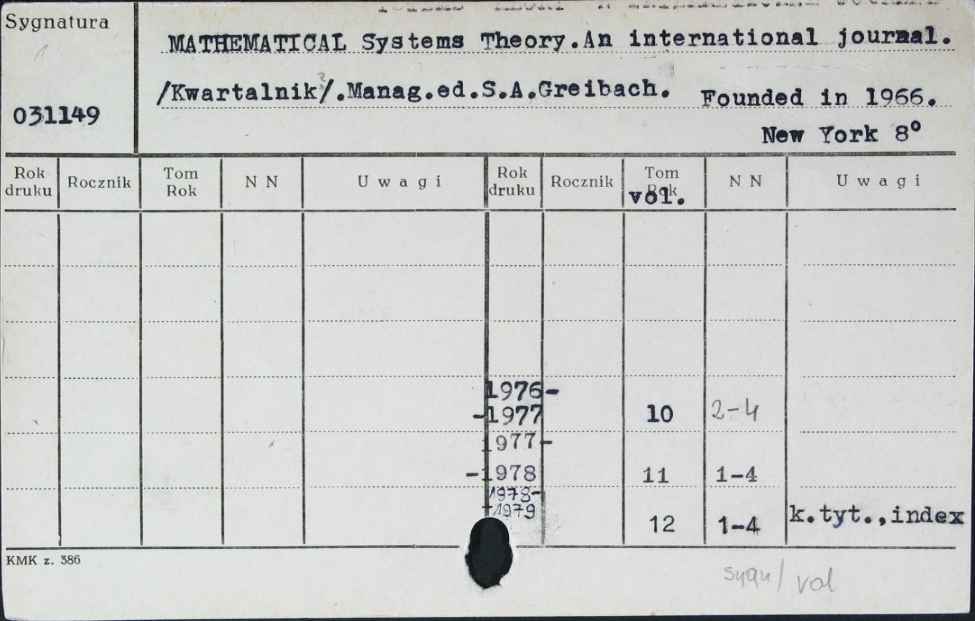 Sygnatura
MATHEMATICAL Systems Theory.An international journal.
/Kwartalnik/.Manag.ed.S.A.Greibach. Founded in 1966.
031149
New York 8°
Rok druku Rocznik Tom Rok N N U w a g i Rok druku Rocznik Tom Rok N N U w a g i
vol.
1976-
-1977 10 2-4
1977-
-1978 11 1-4
1978-
-1979 12 1-4 k.tyt.,index
KMK z. 386
sygn/ vol